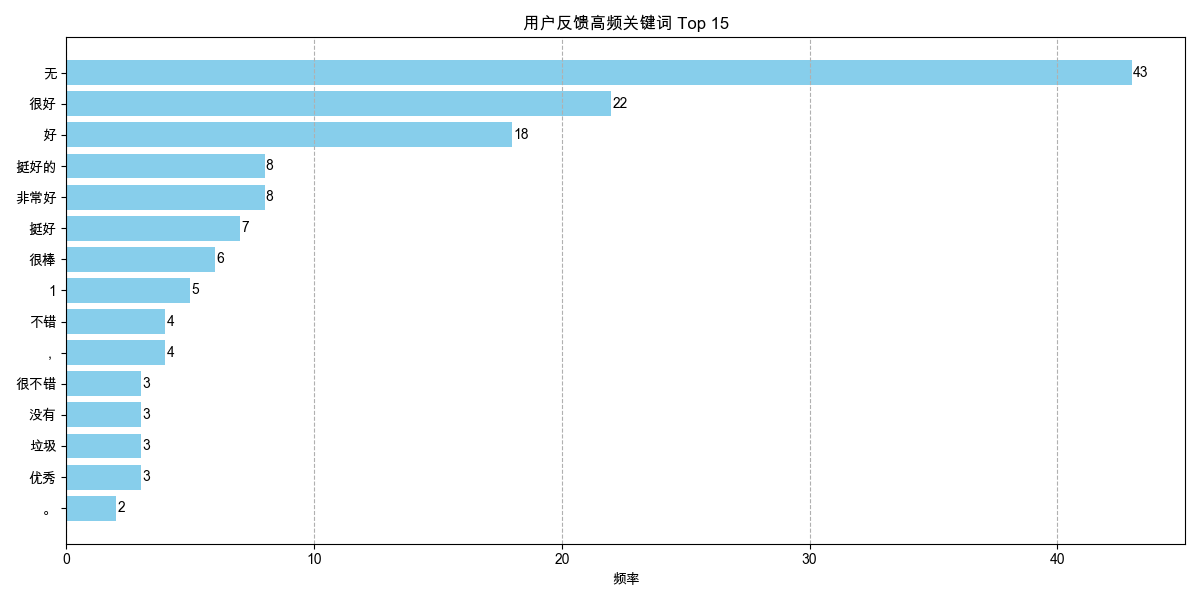 用户反馈高频关键词 Top 15
无 43
很好 22
好 18
挺好的 8
非常好 8
挺好 7
很棒 6
1 5
不错 4
， 4
很不错 3
没有 3
垃圾 3
优秀 3
。 2
0 10 20 30 40
频率